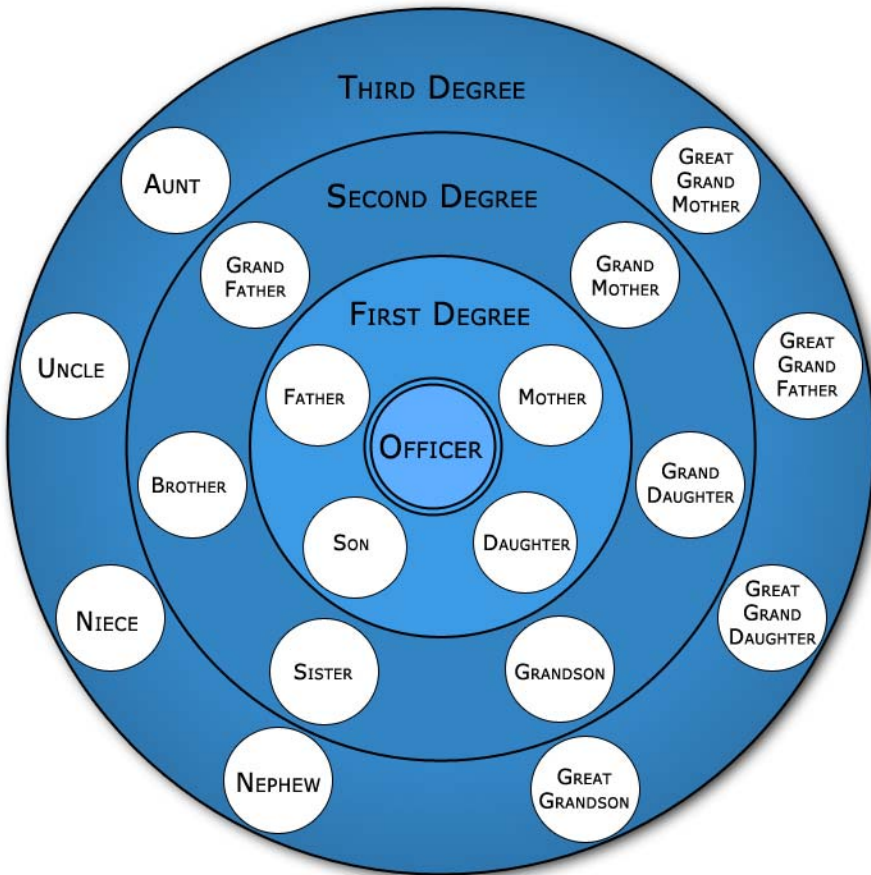 THIRD DEGREE
AUNT
GREAT
GRAND
MOTHER
SECOND DEGREE
GRAND
FATHER
GRAND
MOTHER
FIRST DEGREE
UNCLE
GREAT
GRAND
FATHER
FATHER
MOTHER
OFFICER
BROTHER
GRAND
DAUGHTER
SON
DAUGHTER
NIECE
GREAT
GRAND
DAUGHTER
SISTER
GRANDSON
NEPHEW
GREAT
GRANDSON